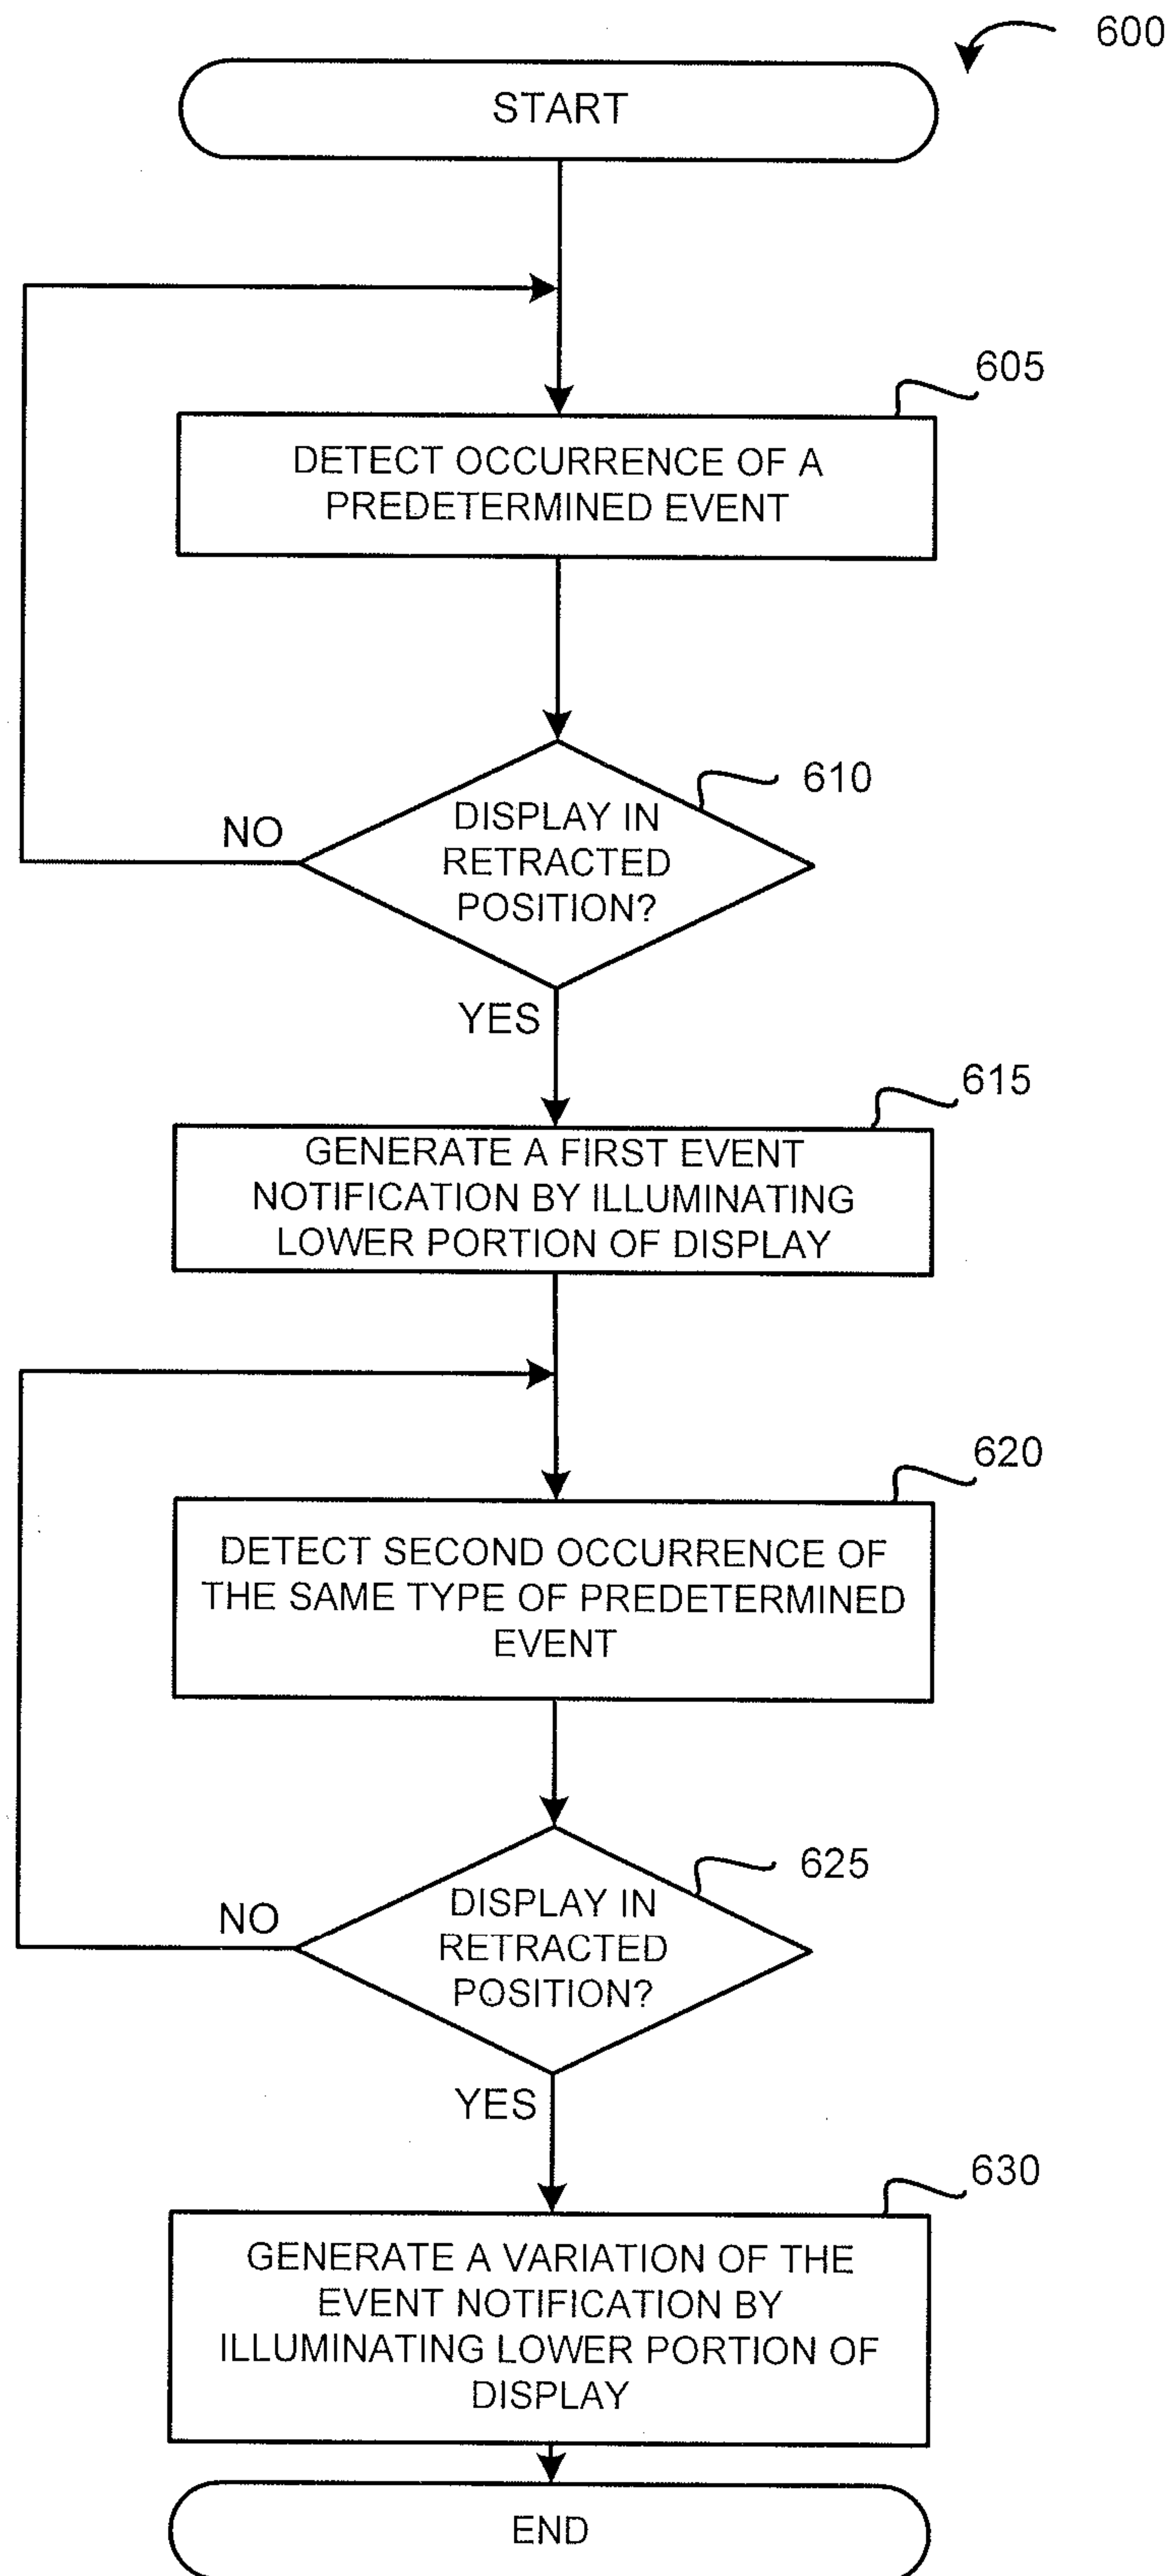 600
START
605
DETECT OCCURRENCE OF A
PREDETERMINED EVENT
610
DISPLAY IN
RETRACTED
POSITION?
NO
YES
615
GENERATE A FIRST EVENT
NOTIFICATION BY ILLUMINATING
LOWER PORTION OF DISPLAY
620
DETECT SECOND OCCURRENCE OF
THE SAME TYPE OF PREDETERMINED
EVENT
625
DISPLAY IN
RETRACTED
POSITION?
NO
YES
630
GENERATE A VARIATION OF THE
EVENT NOTIFICATION BY
ILLUMINATING LOWER PORTION OF
DISPLAY
END